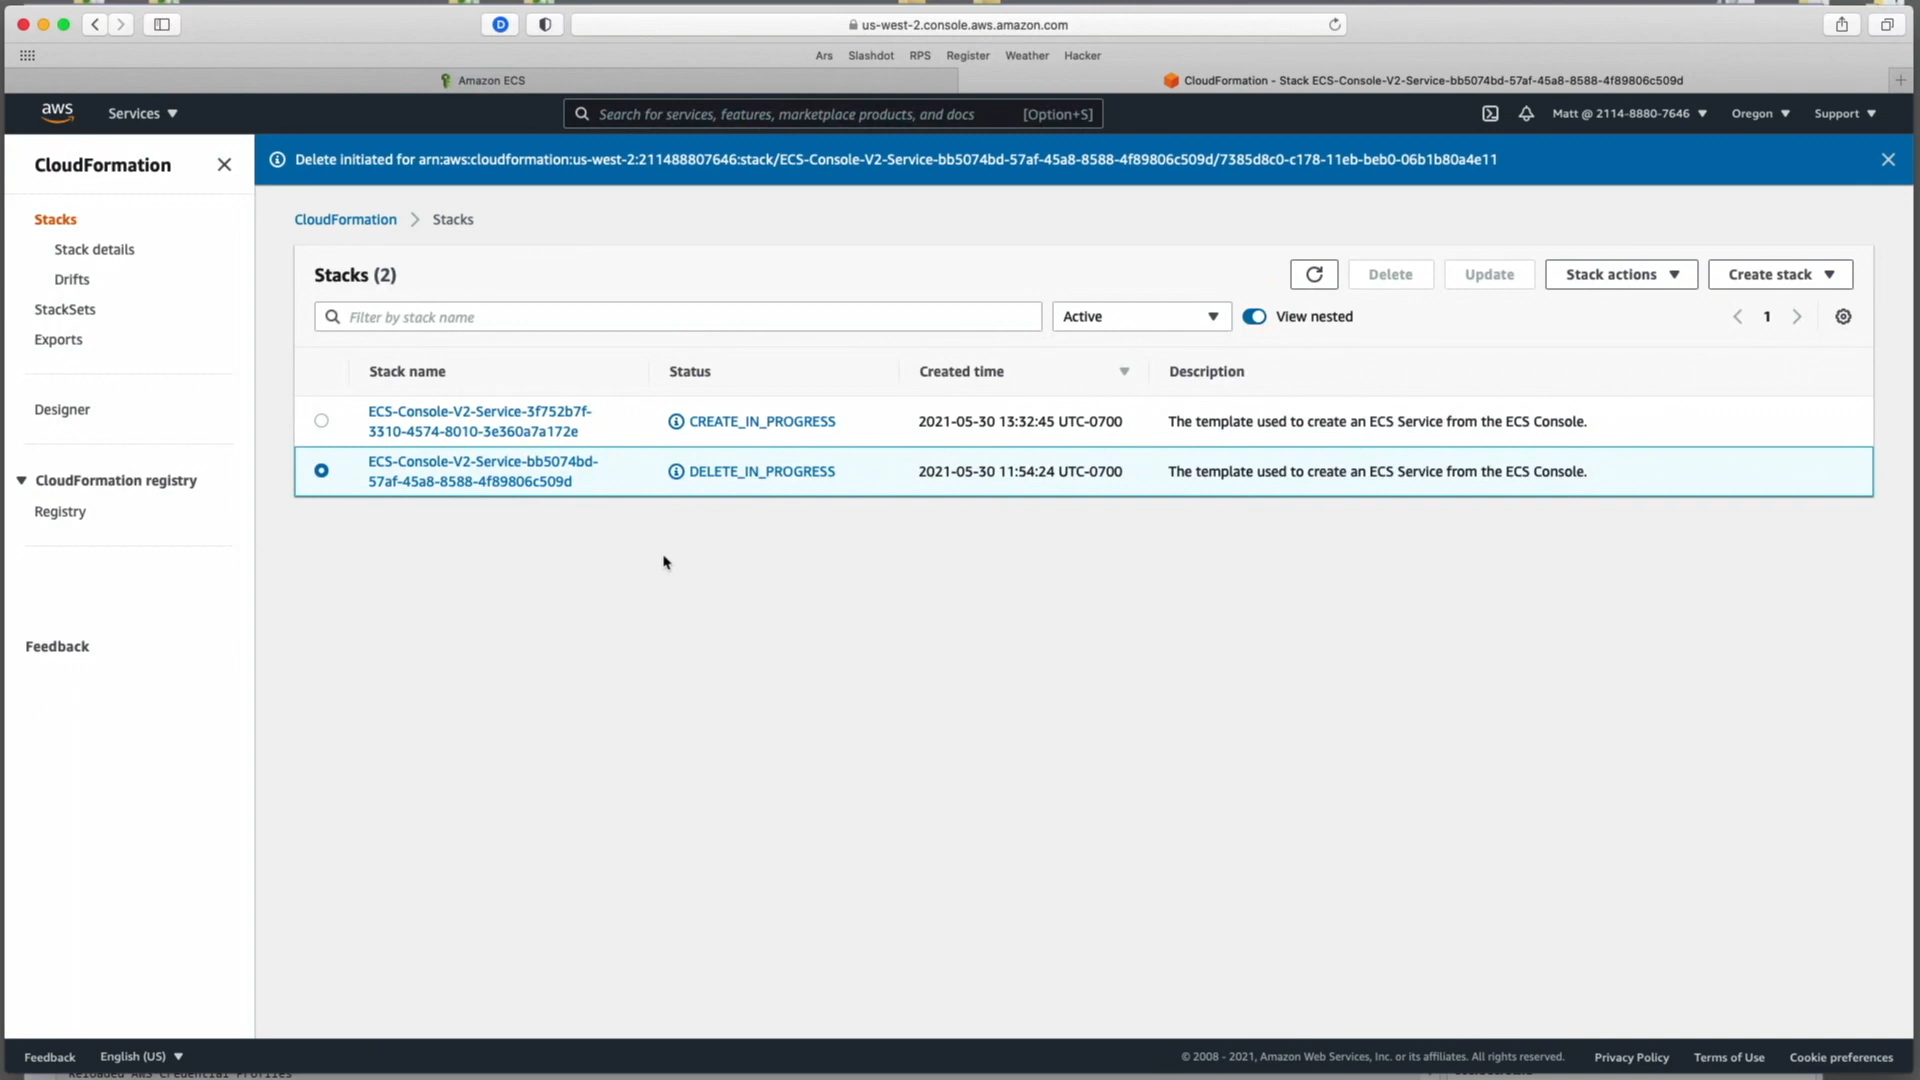 us-west-2.console.aws.amazon.com
Ars Slashdot RPS Register Weather Hacker
Amazon ECS
CloudFormation - Stack ECS-Console-V2-Service-bb5074bd-57af-45a8-8588-4f89806c509d
aws Services Search for services, features, marketplace products, and docs [Option+S] Matt @ 2114-8880-7646 Oregon Support
CloudFormation
Delete initiated for arn:aws:cloudformation:us-west-2:211488807646:stack/ECS-Console-V2-Service-bb5074bd-57af-45a8-8588-4f89806c509d/7385d8c0-c178-11eb-beb0-06b1b80a4e11
Stacks
Stack details
Drifts
StackSets
Exports
Designer
CloudFormation registry
Registry
Feedback
CloudFormation > Stacks
Stacks (2)
Delete Update Stack actions Create stack
Filter by stack name Active View nested 1
Stack name Status Created time Description
ECS-Console-V2-Service-3f752b7f-
3310-4574-8010-3e360a7a172e
CREATE_IN_PROGRESS 2021-05-30 13:32:45 UTC-0700 The template used to create an ECS Service from the ECS Console.
ECS-Console-V2-Service-bb5074bd-
57af-45a8-8588-4f89806c509d
DELETE_IN_PROGRESS 2021-05-30 11:54:24 UTC-0700 The template used to create an ECS Service from the ECS Console.
Feedback English (US) © 2008 - 2021, Amazon Web Services, Inc. or its affiliates. All rights reserved. Privacy Policy Terms of Use Cookie preferences
Reloaded AWS Credential Profiles